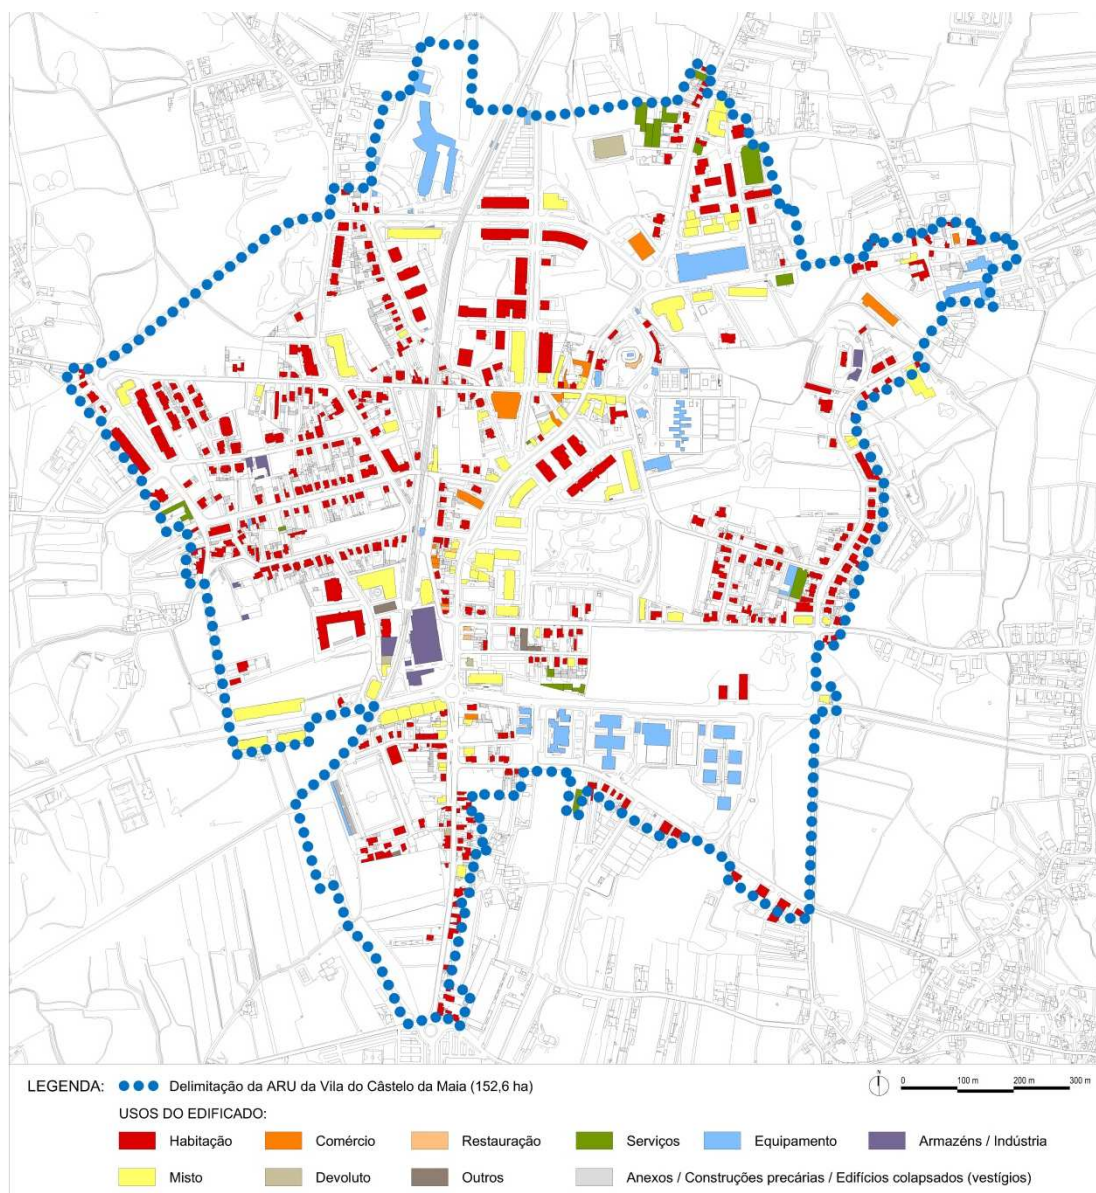 LEGENDA: Delimitação da ARU da Vila do Câstelo da Maia (152,6 ha)
N
0 100 m 200 m 300 m
USOS DO EDIFICADO:
Habitação Comércio Restauração Serviços Equipamento Armazéns / Indústria
Misto Devoluto Outros Anexos / Construções precárias / Edifícios colapsados (vestígios)